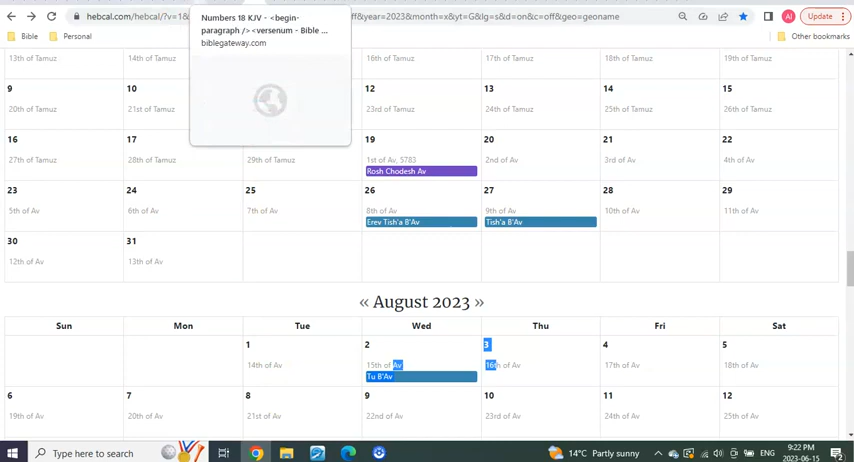 hebcal.com/hebcal/?v=1& ff&year=2023&month=x&yt=G&lg=s&d=on&c=off&geo=geoname
Update
Numbers 18 KJV - <begin-
paragraph /><versenum - Bible ...
biblegateway.com
AI
Bible
Personal
Other bookmarks
13th of Tamuz 14th of Tamuz 16th of Tamuz 17th of Tamuz 18th of Tamuz 19th of Tamuz
9 10 12 13 14 15
20th of Tamuz 21st of Tamuz 23rd of Tamuz 24th of Tamuz 25th of Tamuz 26th of Tamuz
16 17 19 20 21 22
27th of Tamuz 28th of Tamuz 29th of Tamuz 1st of Av, 5783 2nd of Av 3rd of Av 4th of Av
Rosh Chodesh Av
23 24 25 26 27 28 29
5th of Av 6th of Av 7th of Av 8th of Av 9th of Av 10th of Av 11th of Av
Erev Tish'a B'Av Tish'a B'Av
30 31
12th of Av 13th of Av
« August 2023 »
Sun Mon Tue Wed Thu Fri Sat
1 2 3 4 5
14th of Av 15th of Av 16th of Av 17th of Av 18th of Av
Tu B'Av
6 7 8 9 10 11 12
19th of Av 20th of Av 21st of Av 22nd of Av 23rd of Av 24th of Av 25th of Av
Type here to search
14°C Partly sunny
ENG
9:22 PM
2023-06-15
2